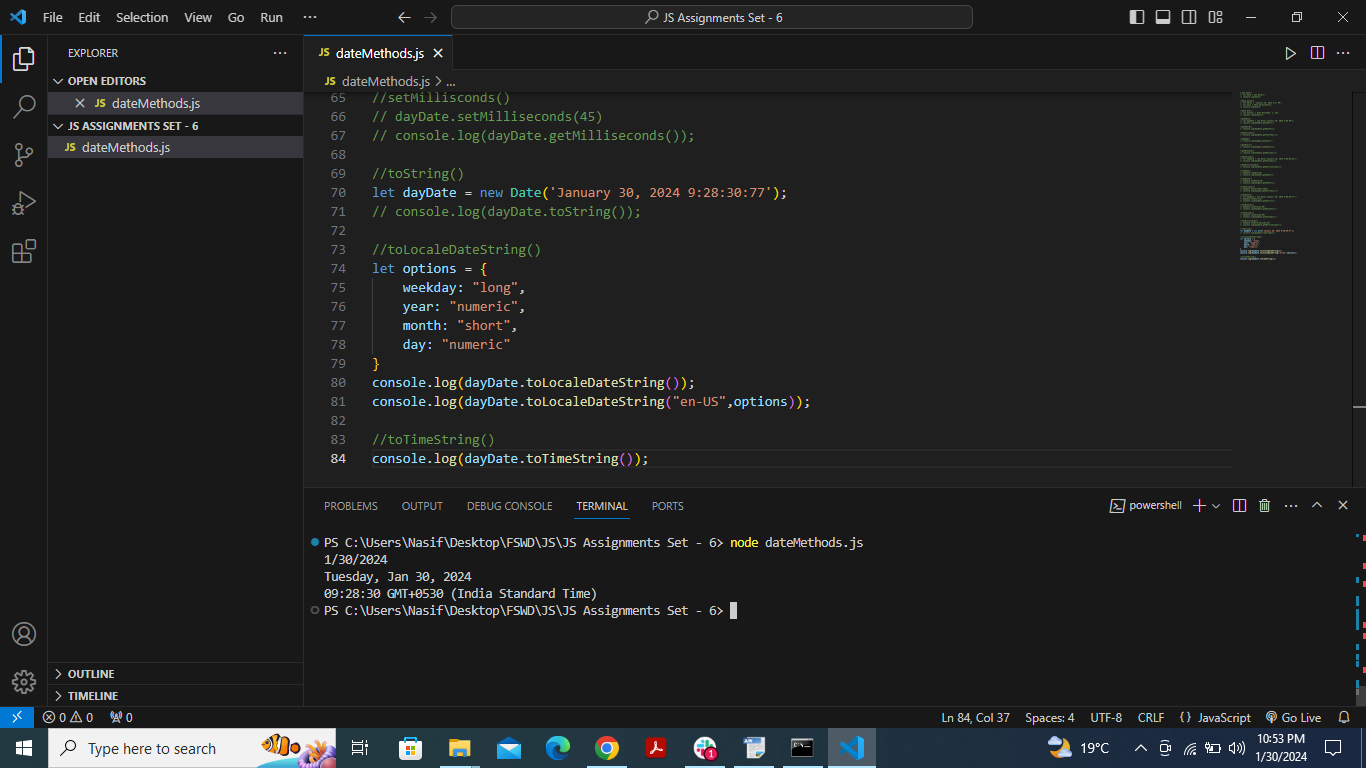 File Edit Selection View Go Run ···
JS Assignments Set - 6
EXPLORER
OPEN EDITORS
JS dateMethods.js
JS ASSIGNMENTS SET - 6
JS dateMethods.js
OUTLINE
TIMELINE
JS dateMethods.js
JS dateMethods.js > ...
65 //setMillisconds()
66 // dayDate.setMilliseconds(45)
67 // console.log(dayDate.getMilliseconds());
68
69 //toString()
70 let dayDate = new Date('January 30, 2024 9:28:30:77');
71 // console.log(dayDate.toString());
72
73 //toLocaleDateString()
74 let options = {
75 weekday: "long",
76 year: "numeric",
77 month: "short",
78 day: "numeric"
79 }
80 console.log(dayDate.toLocaleDateString());
81 console.log(dayDate.toLocaleDateString("en-US",options));
82
83 //toTimeString()
84 console.log(dayDate.toTimeString());
PROBLEMS OUTPUT DEBUG CONSOLE TERMINAL PORTS
powershell
PS C:\Users\Nasif\Desktop\FSWD\JS\JS Assignments Set - 6> node dateMethods.js
1/30/2024
Tuesday, Jan 30, 2024
09:28:30 GMT+0530 (India Standard Time)
PS C:\Users\Nasif\Desktop\FSWD\JS\JS Assignments Set - 6>
0 0 0
Ln 84, Col 37 Spaces: 4 UTF-8 CRLF {} JavaScript Go Live
Type here to search
1
19°C
10:53 PM
1/30/2024